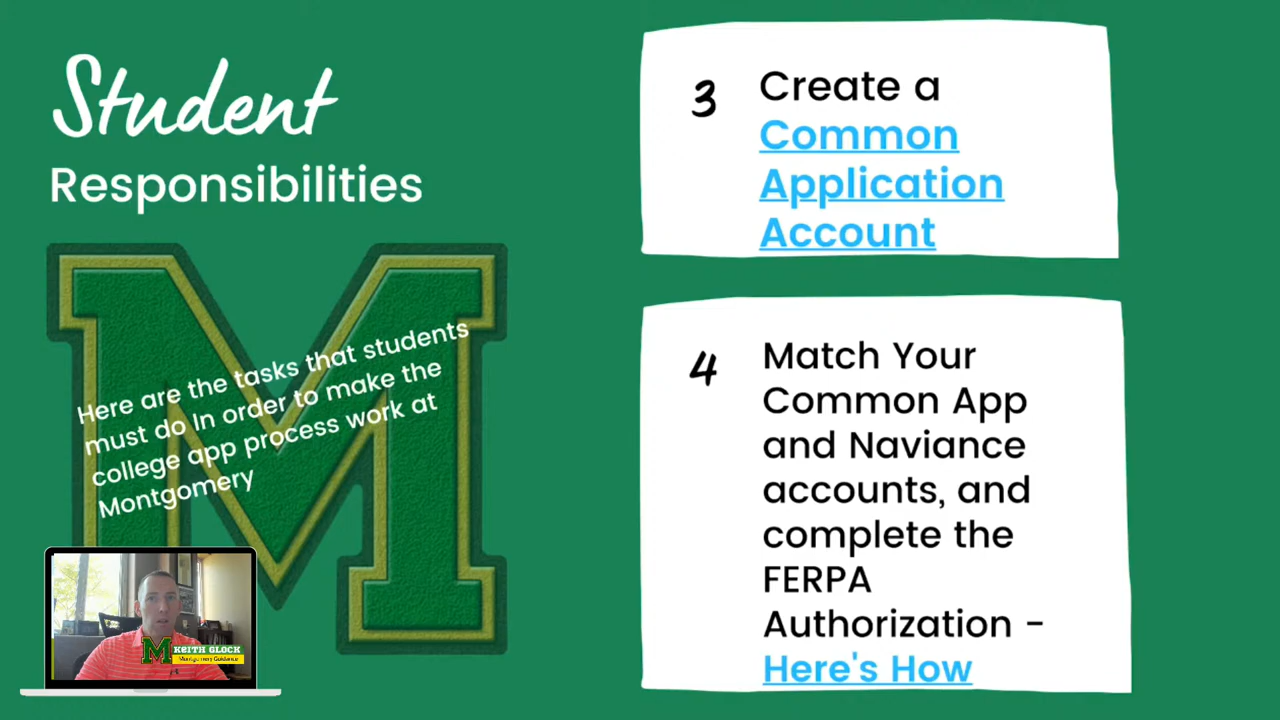 Student
Responsibilities
Here are the tasks that students
must do In order to make the
college app process work at
Montgomery
M KEITH GLOCK
Montgomery Guidance
3
Create a
Common
Application
Account
4
Match Your
Common App
and Naviance
accounts, and
complete the
FERPA
Authorization -
Here's How